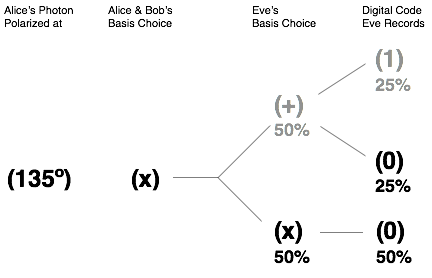 Alice's Photon
Polarized at
Alice & Bob's
Basis Choice
Eve's
Basis Choice
Digital Code
Eve Records
(1)
25%
(+)
50%
(135º)
(x)
(0)
25%
(x)
50%
(0)
50%